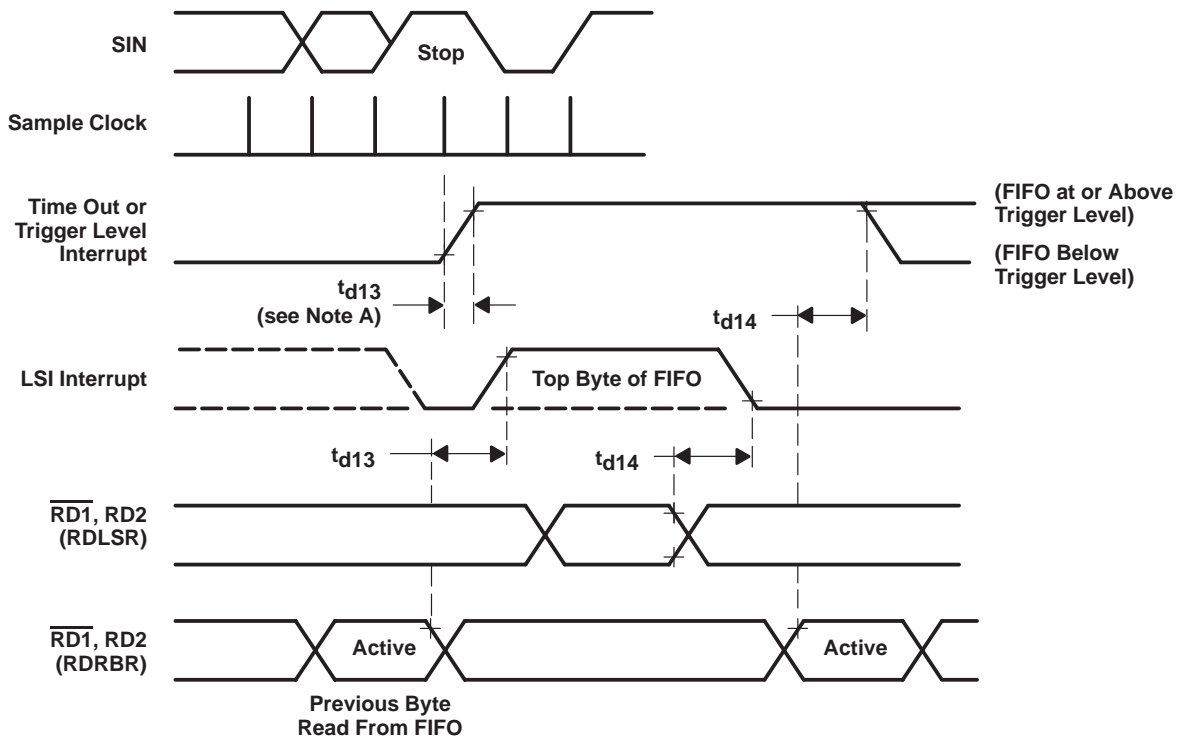 SIN
Stop
Sample Clock
Time Out or
Trigger Level
Interrupt
(FIFO at or Above
Trigger Level)
(FIFO Below
Trigger Level)
td13
(see Note A)
td14
LSI Interrupt
Top Byte of FIFO
td13
td14
RD1, RD2
(RDLSR)
RD1, RD2
(RDRBR)
Active
Active
Previous Byte
Read From FIFO